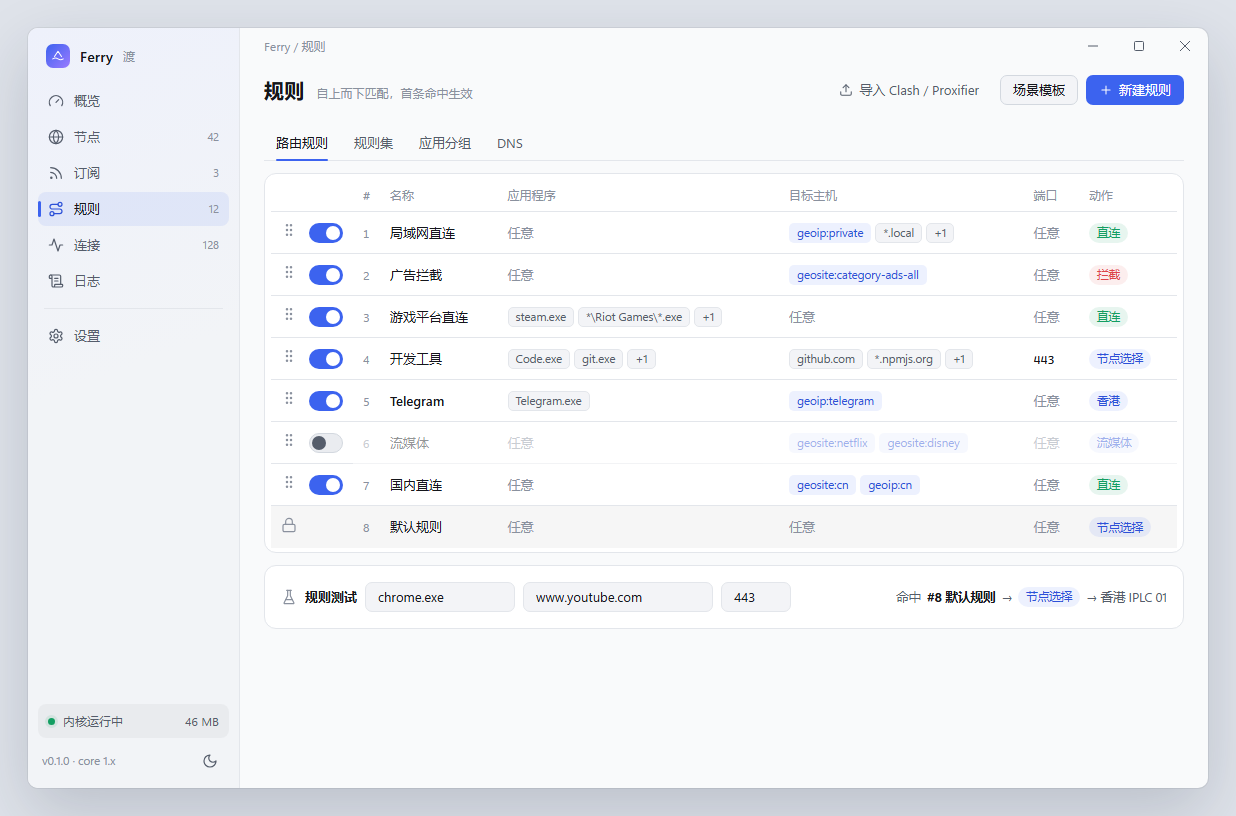 Ferry 渡
概览
节点 42
订阅 3
规则 12
连接 128
日志
设置
内核运行中 46 MB
v0.1.0 · core 1.x
Ferry / 规则
规则 自上而下匹配，首条命中生效
导入 Clash / Proxifier
场景模板
新建规则
路由规则 规则集 应用分组 DNS
# 名称 应用程序 目标主机 端口 动作
1 局域网直连 任意 geoip:private *.local +1 任意 直连
2 广告拦截 任意 geosite:category-ads-all 任意 拦截
3 游戏平台直连 steam.exe *\Riot Games\*.exe +1 任意 任意 直连
4 开发工具 Code.exe git.exe +1 github.com *.npmjs.org +1 443 节点选择
5 Telegram Telegram.exe geoip:telegram 任意 香港
6 流媒体 任意 geosite:netflix geosite:disney 任意 流媒体
7 国内直连 任意 geosite:cn geoip:cn 任意 直连
8 默认规则 任意 任意 任意 节点选择
规则测试 chrome.exe www.youtube.com 443 命中 #8 默认规则 → 节点选择 → 香港 IPLC 01